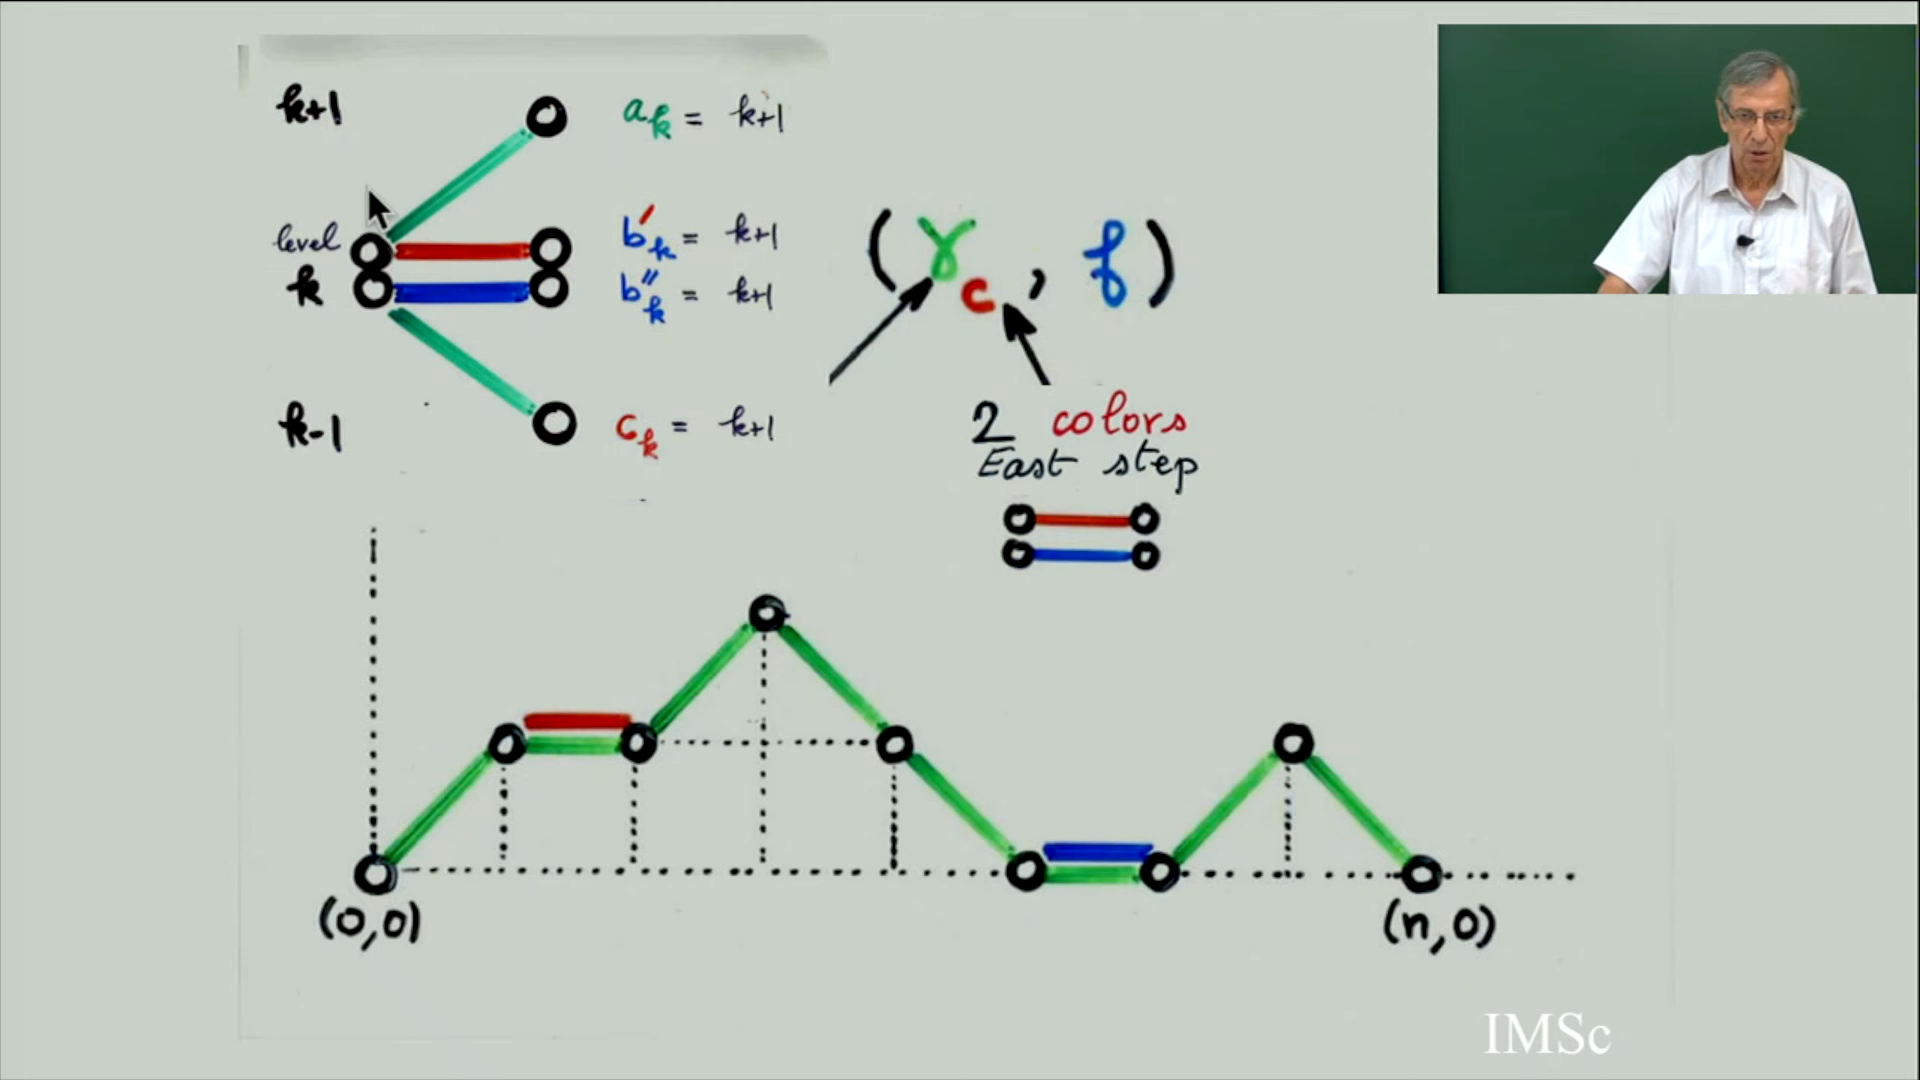 k+1
a_k = k+1
level
k
b'_k = k+1
b''_k = k+1
k-1
c_k = k+1
(γ_c, f)
2 colors
East step
(0,0)
(n,0)
IMSc